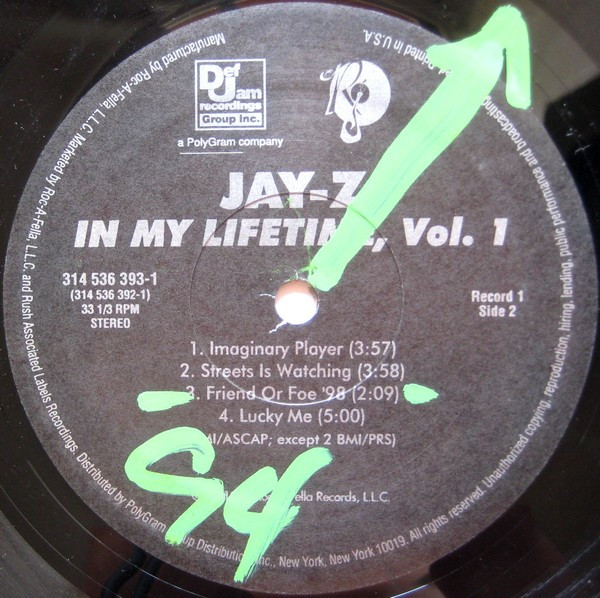 Manufactured by Roc-A-Fella, L.L.C. Marketed by Roc-A-Fella, L.L.C. and Rush Associated Labels Recordings. Distributed by PolyGram Group Distribution, Inc., New York, New York 10019. All rights reserved. Unauthorized copying, reproduction, hiring, lending, public performance and broadcasting Printed in U.S.A.
Def
Jam
recordings
Group Inc.
a PolyGram company
R
JAY-Z
IN MY LIFETIME, Vol. 1
314 536 393-1
(314 536 392-1)
33 1/3 RPM
STEREO
Record 1
Side 2
1. Imaginary Player (3:57)
2. Streets Is Watching (3:58)
3. Friend Or Foe '98 (2:09)
4. Lucky Me (5:00)
ASCAP; except 2 BMI/PRS)
Records, L.L.C.
94